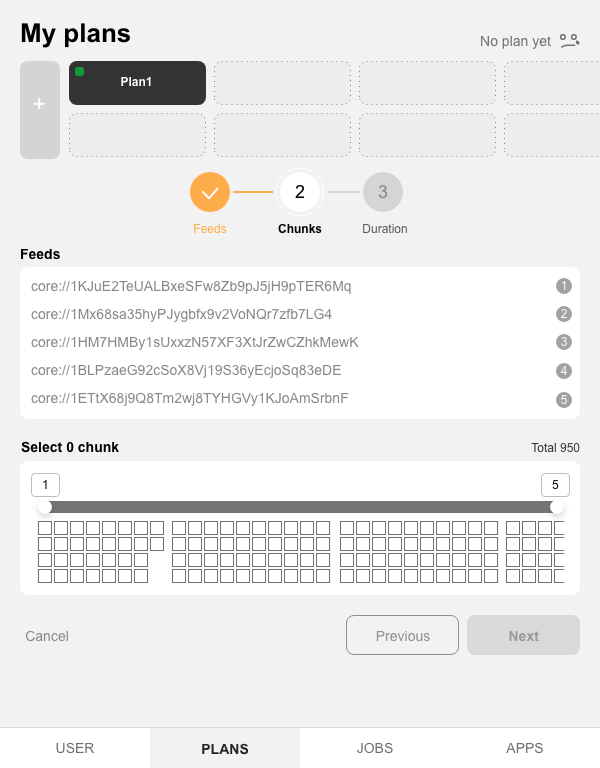 My plans
No plan yet
+
Plan1
2
3
Feeds
Chunks
Duration
Feeds
core://1KJuE2TeUALBxeSFw8Zb9pJ5jH9pTER6Mq
1
core://1Mx68sa35hyPJygbfx9v2VoNQr7zfb7LG4
2
core://1HM7HMBy1sUxxzN57XF3XtJrZwCZhkMewK
3
core://1BLPzaeG92cSoX8Vj19S36yEcjoSq83eDE
4
core://1ETtX68j9Q8Tm2wj8TYHGVy1KJoAmSrbnF
5
Select 0 chunk
Total 950
1
5
Cancel
Previous
Next
USER
PLANS
JOBS
APPS